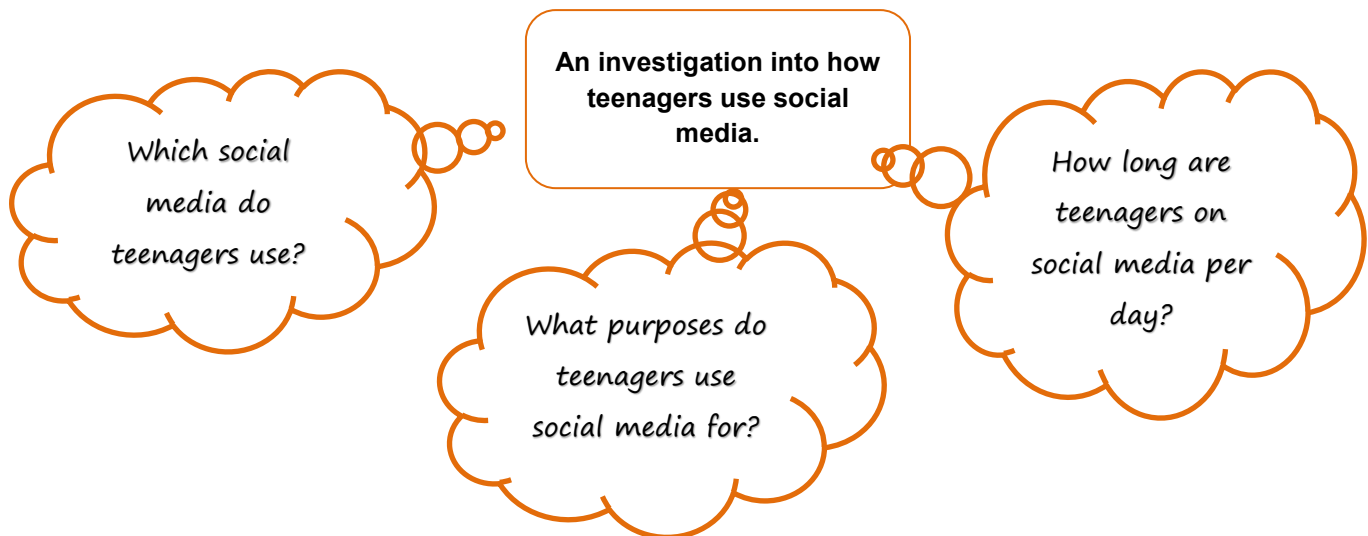 An investigation into how
teenagers use social
media.
Which social
media do
teenagers use?
What purposes do
teenagers use
social media for?
How long are
teenagers on
social media per
day?